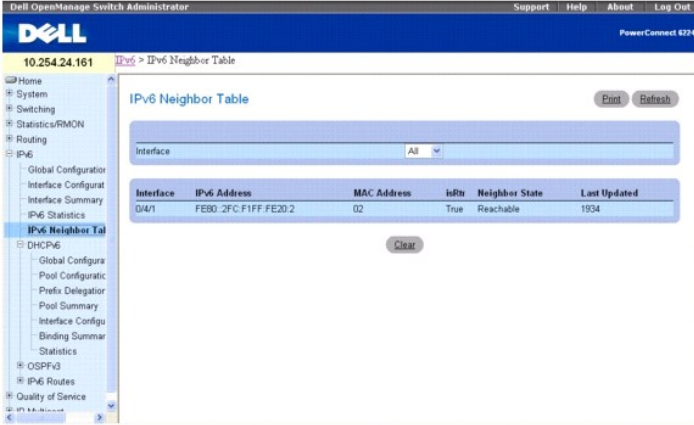 Dell OpenManage Switch Administrator Support Help About Log Out
DELL PowerConnect 6224
10.254.24.161 IPv6 > IPv6 Neighbor Table
Home
System
Switching
Statistics/RMON
Routing
IPv6
Global Configuration
Interface Configurat
Interface Summary
IPv6 Statistics
IPv6 Neighbor Tal
DHCPv6
Global Configura
Pool Configuratic
Prefix Delegation
Pool Summary
Interface Configu
Binding Summar
Statistics
OSPFv3
IPv6 Routes
Quality of Service
IP Multicast
IPv6 Neighbor Table
Print Refresh
Interface All
Interface IPv6 Address MAC Address isRtr Neighbor State Last Updated
0/4/1 FE80::2FC:F1FF:FE20:2 02 True Reachable 1934
Clear